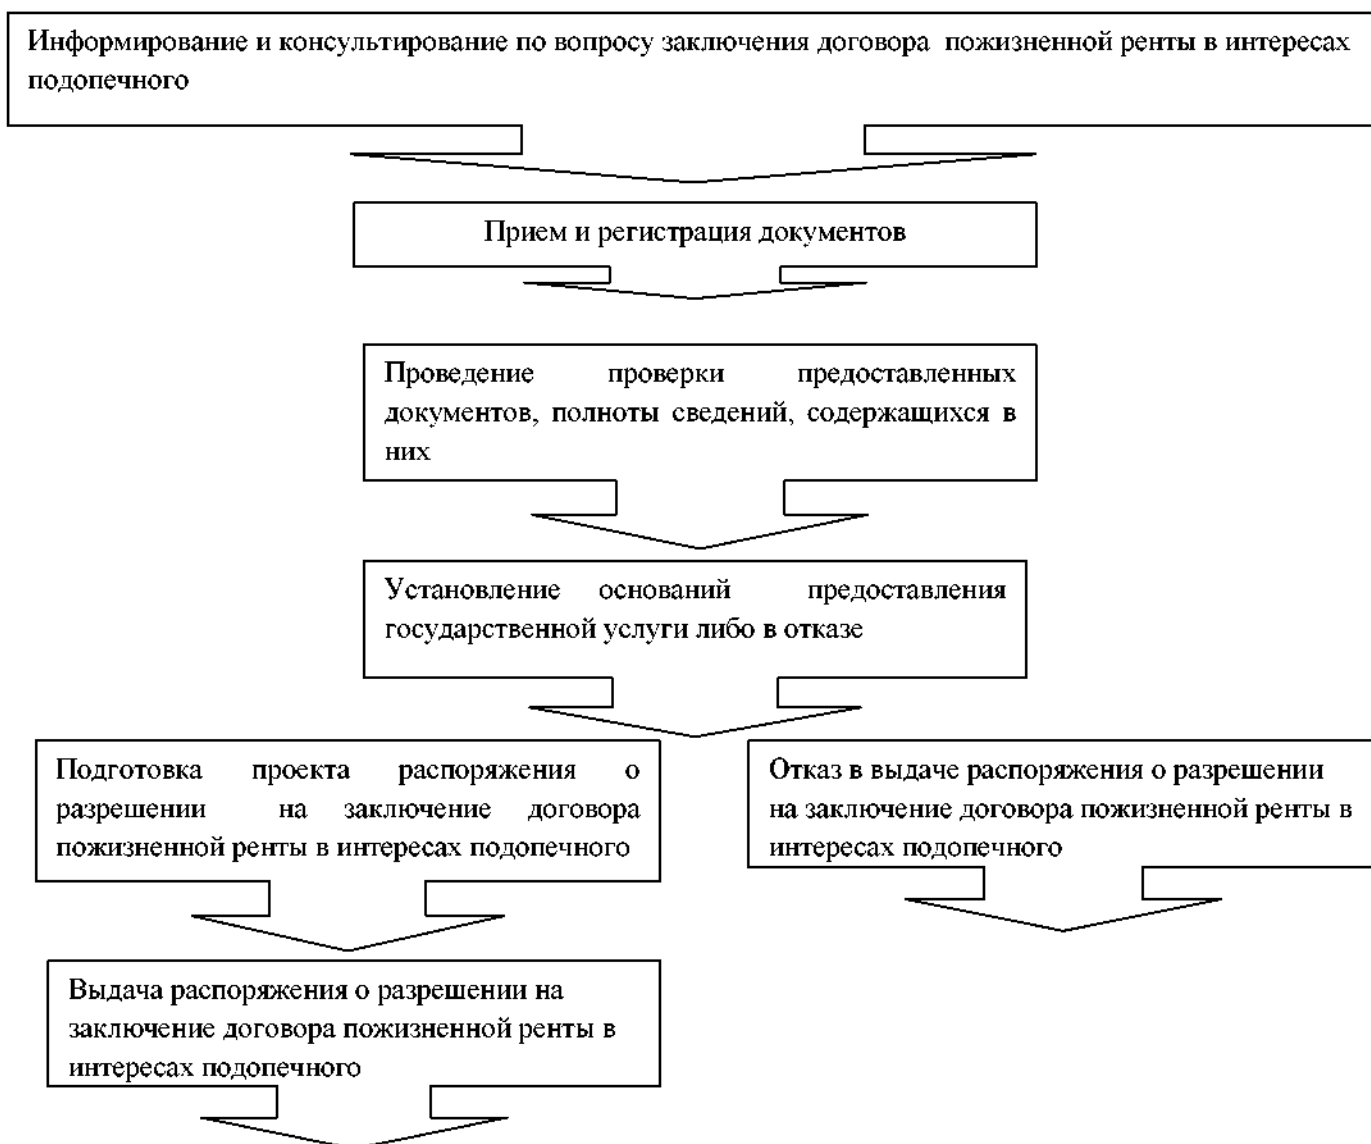 Информирование и консультирование по вопросу заключения договора пожизненной ренты в интересах
подопечного
Прием и регистрация документов
Проведение проверки предоставленных
документов, полноты сведений, содержащихся в
них
Установление оснований предоставления
государственной услуги либо в отказе
Подготовка проекта распоряжения о
разрешении на заключение договора
пожизненной ренты в интересах подопечного
Отказ в выдаче распоряжения о разрешении
на заключение договора пожизненной ренты в
интересах подопечного
Выдача распоряжения о разрешении на
заключение договора пожизненной ренты в
интересах подопечного